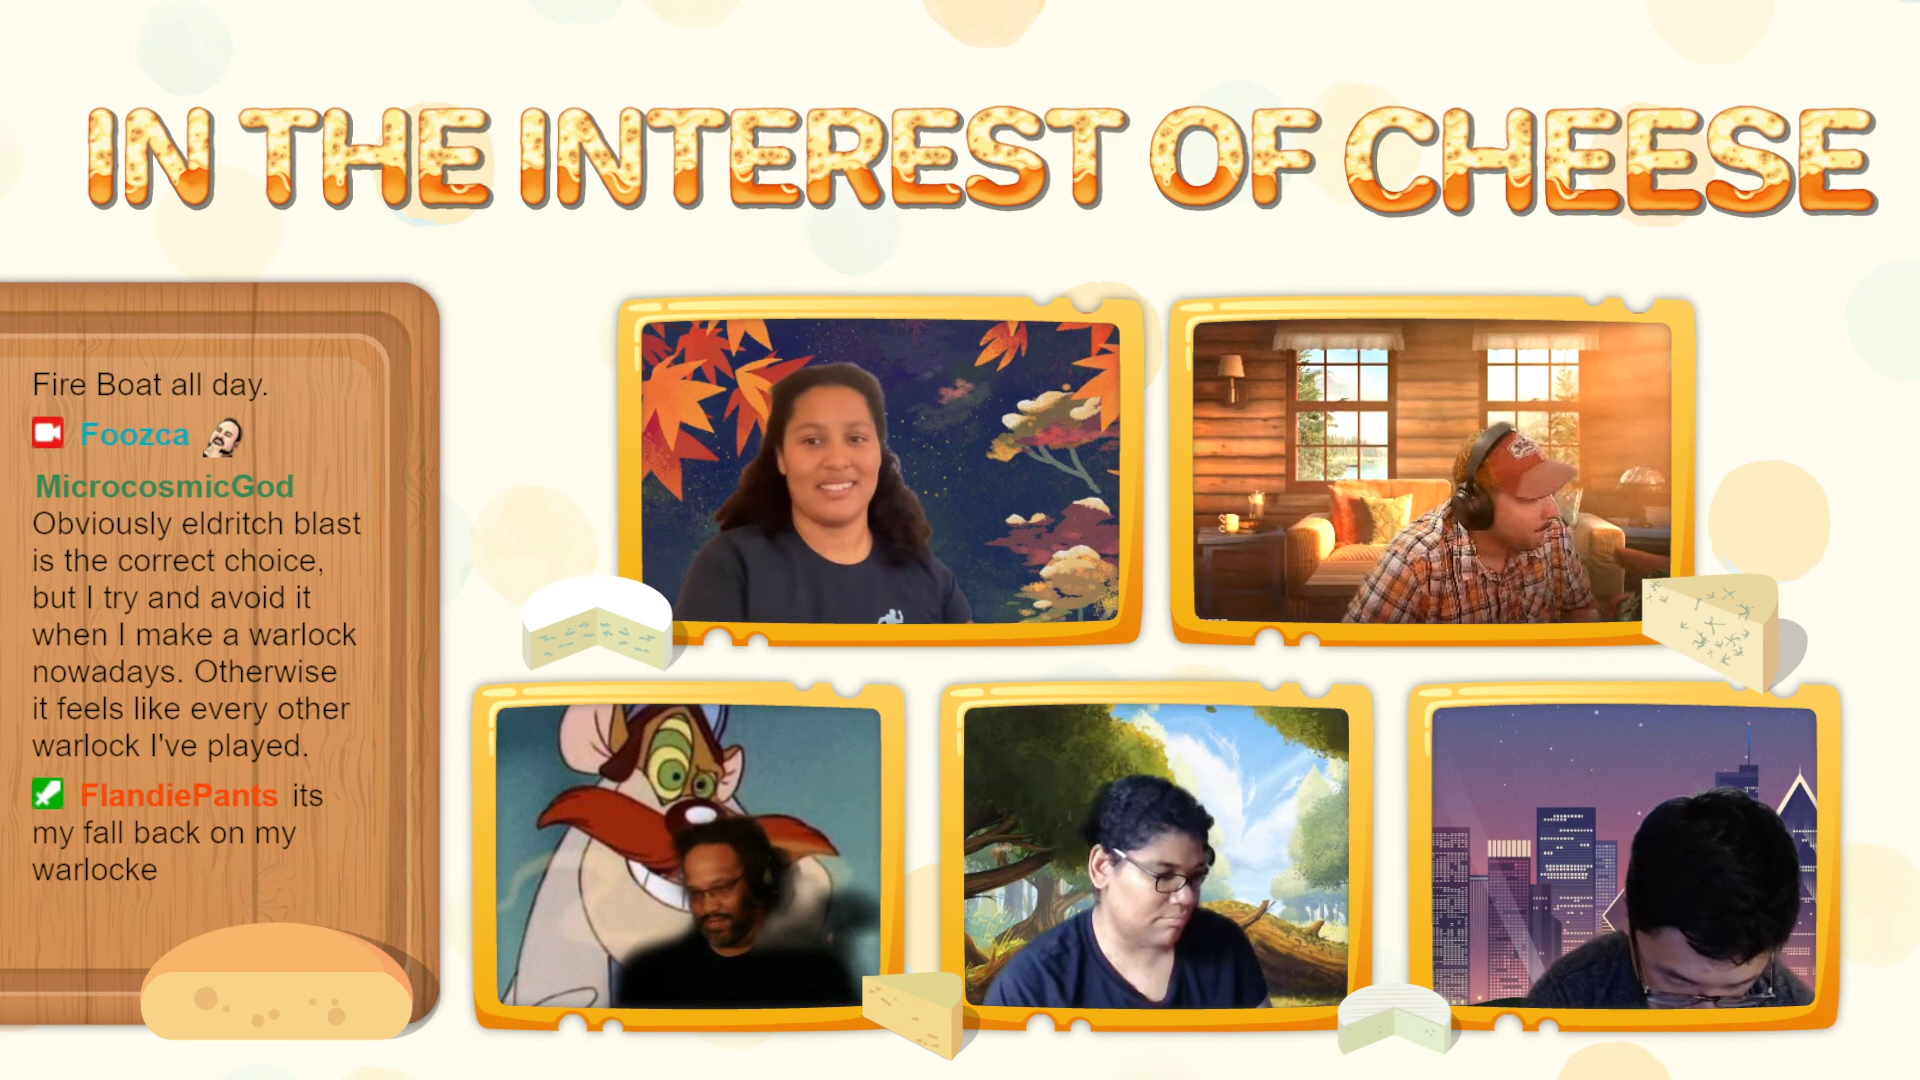 IN THE INTEREST OF CHEESE
Fire Boat all day.
Foozca
MicrocosmicGod
Obviously eldritch blast
is the correct choice,
but I try and avoid it
when I make a warlock
nowadays. Otherwise
it feels like every other
warlock I've played.
FlandiePants its
my fall back on my
warlocke